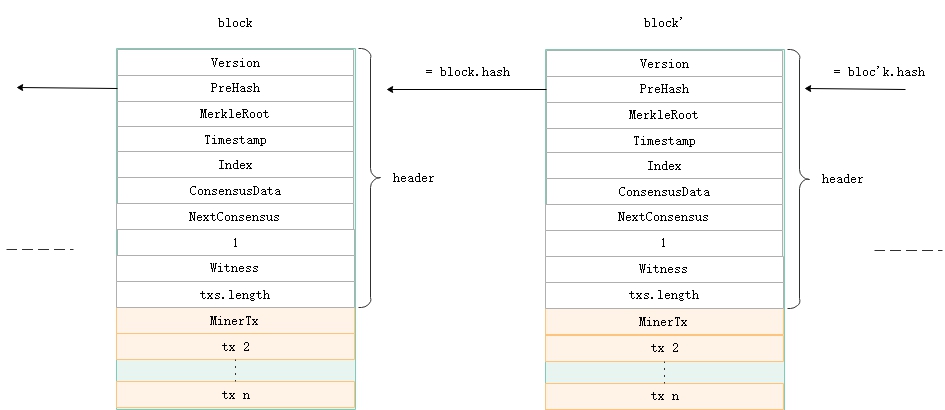 block
Version
PreHash
MerkleRoot
Timestamp
Index
ConsensusData
NextConsensus
1
Witness
txs.length
MinerTx
tx 2
tx n
header
= block.hash
block'
Version
PreHash
MerkleRoot
Timestamp
Index
ConsensusData
NextConsensus
1
Witness
txs.length
MinerTx
tx 2
tx n
header
= bloc'k.hash